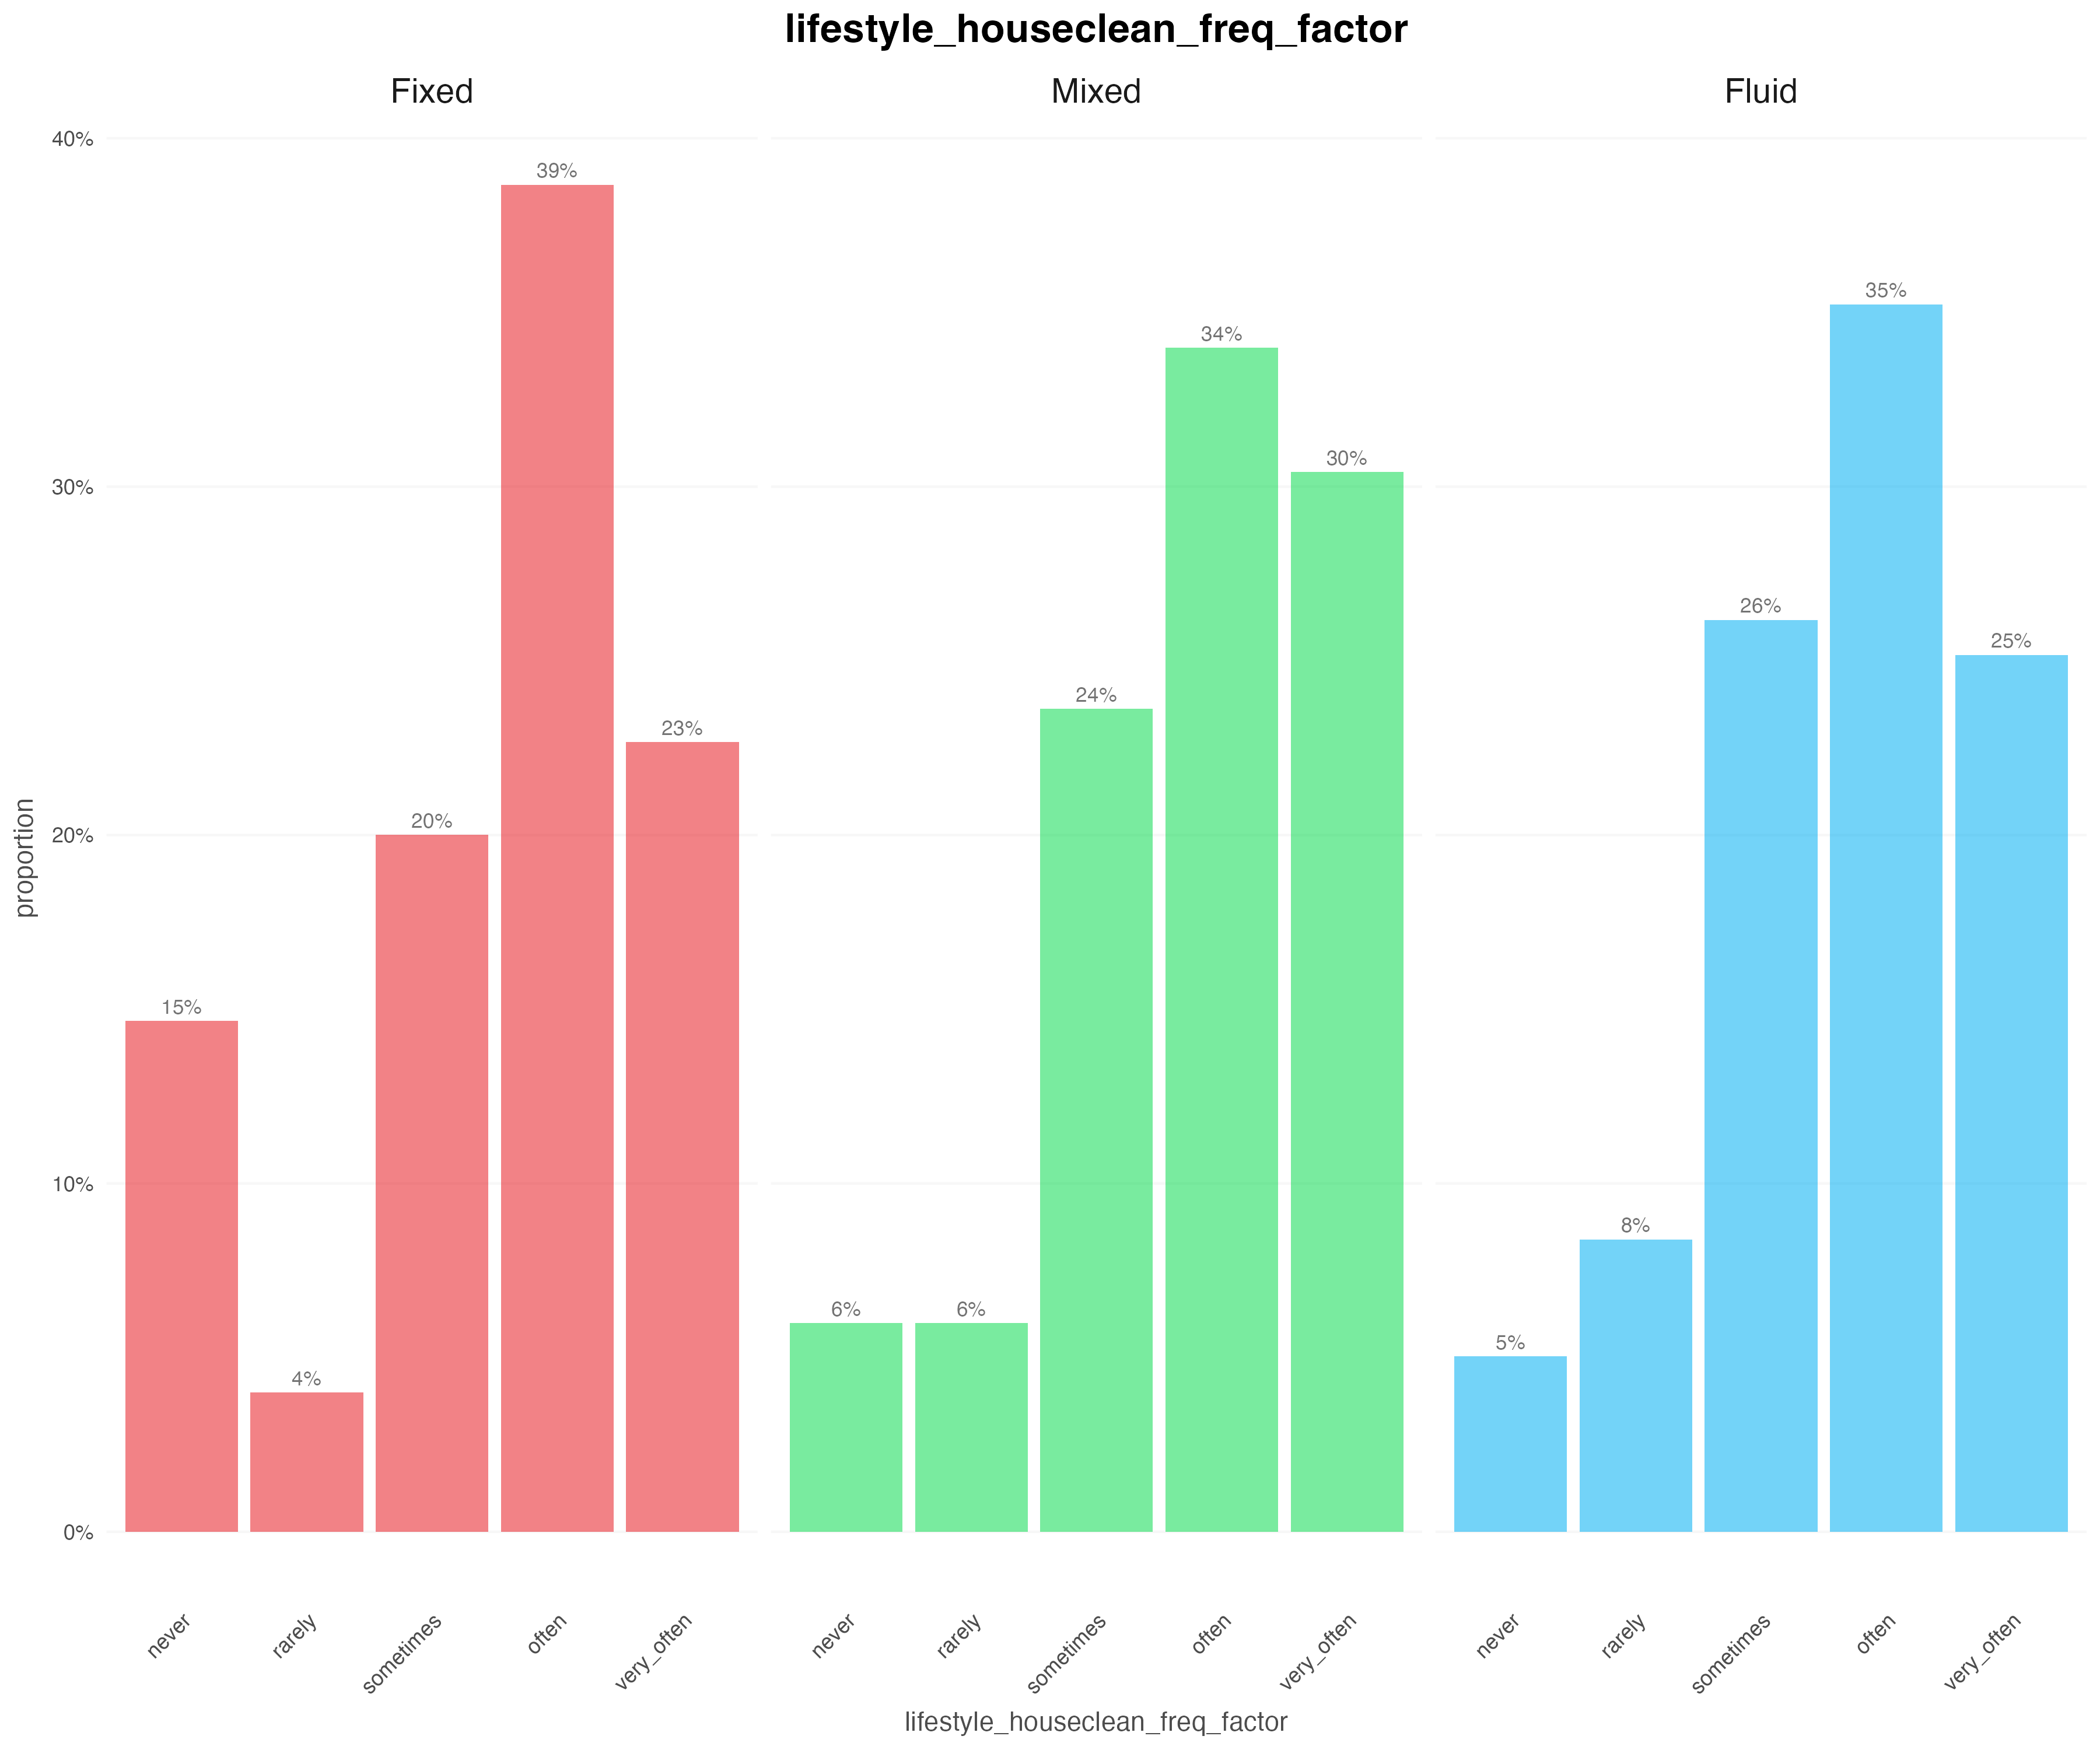 lifestyle_houseclean_freq_factor
Fixed
Mixed
Fluid
40%
30%
20%
10%
0%
proportion
15%
4%
20%
39%
23%
6%
6%
24%
34%
30%
5%
8%
26%
35%
25%
never
rarely
sometimes
often
very_often
never
rarely
sometimes
often
very_often
never
rarely
sometimes
often
very_often
lifestyle_houseclean_freq_factor